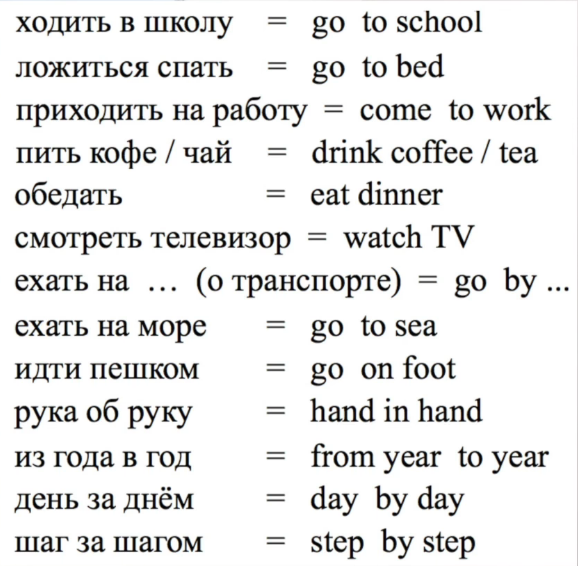 ходить в школу = go to school
ложиться спать = go to bed
приходить на работу = come to work
пить кофе / чай = drink coffee / tea
обедать = eat dinner
смотреть телевизор = watch TV
ехать на ... (о транспорте) = go by ...
ехать на море = go to sea
идти пешком = go on foot
рука об руку = hand in hand
из года в год = from year to year
день за днём = day by day
шаг за шагом = step by step